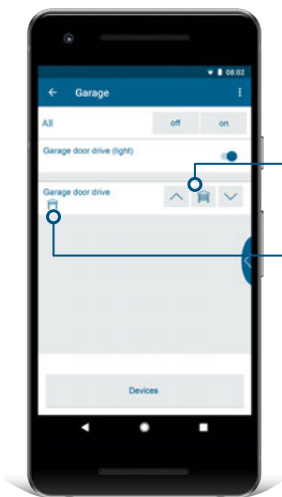 08:02
Garage
All
off
on
Garage door drive (light)
Garage door drive
Devices